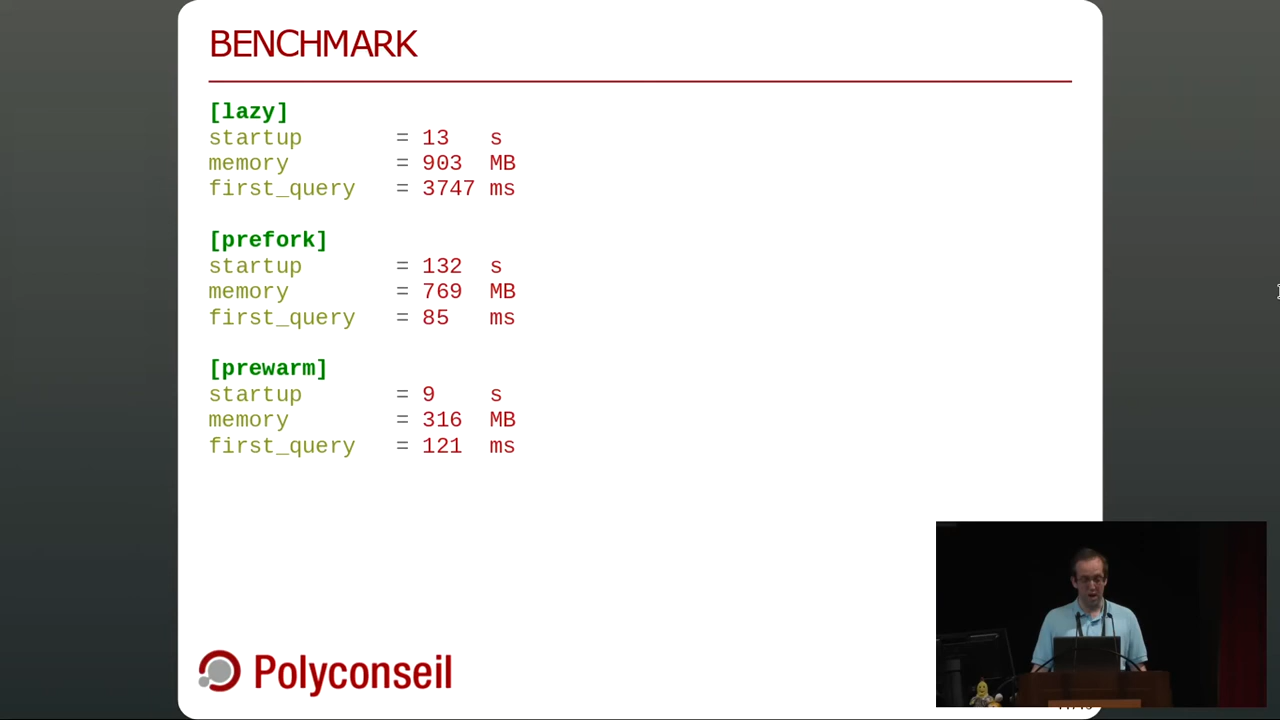 BENCHMARK
[lazy]
startup = 13 s
memory = 903 MB
first_query = 3747 ms
[prefork]
startup = 132 s
memory = 769 MB
first_query = 85 ms
[prewarm]
startup = 9 s
memory = 316 MB
first_query = 121 ms
Polyconseil